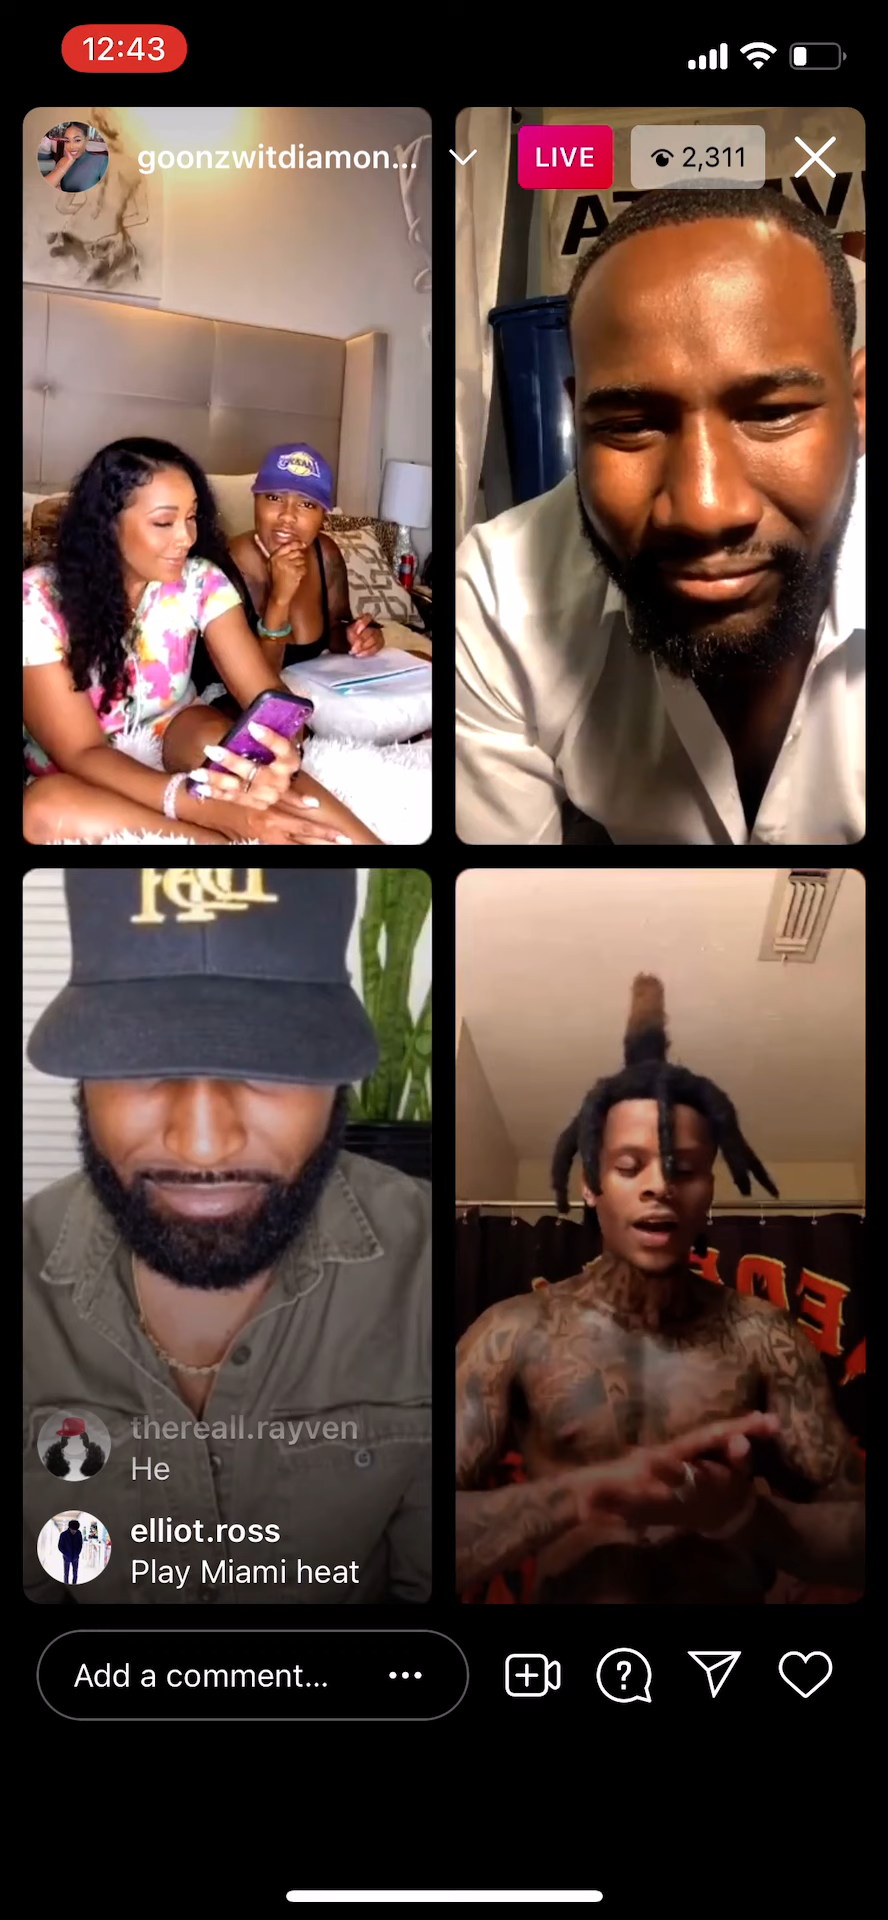 12:43
goonzwitdiamon...
LIVE
2,311
thereall.rayven
He
elliot.ross
Play Miami heat
Add a comment...